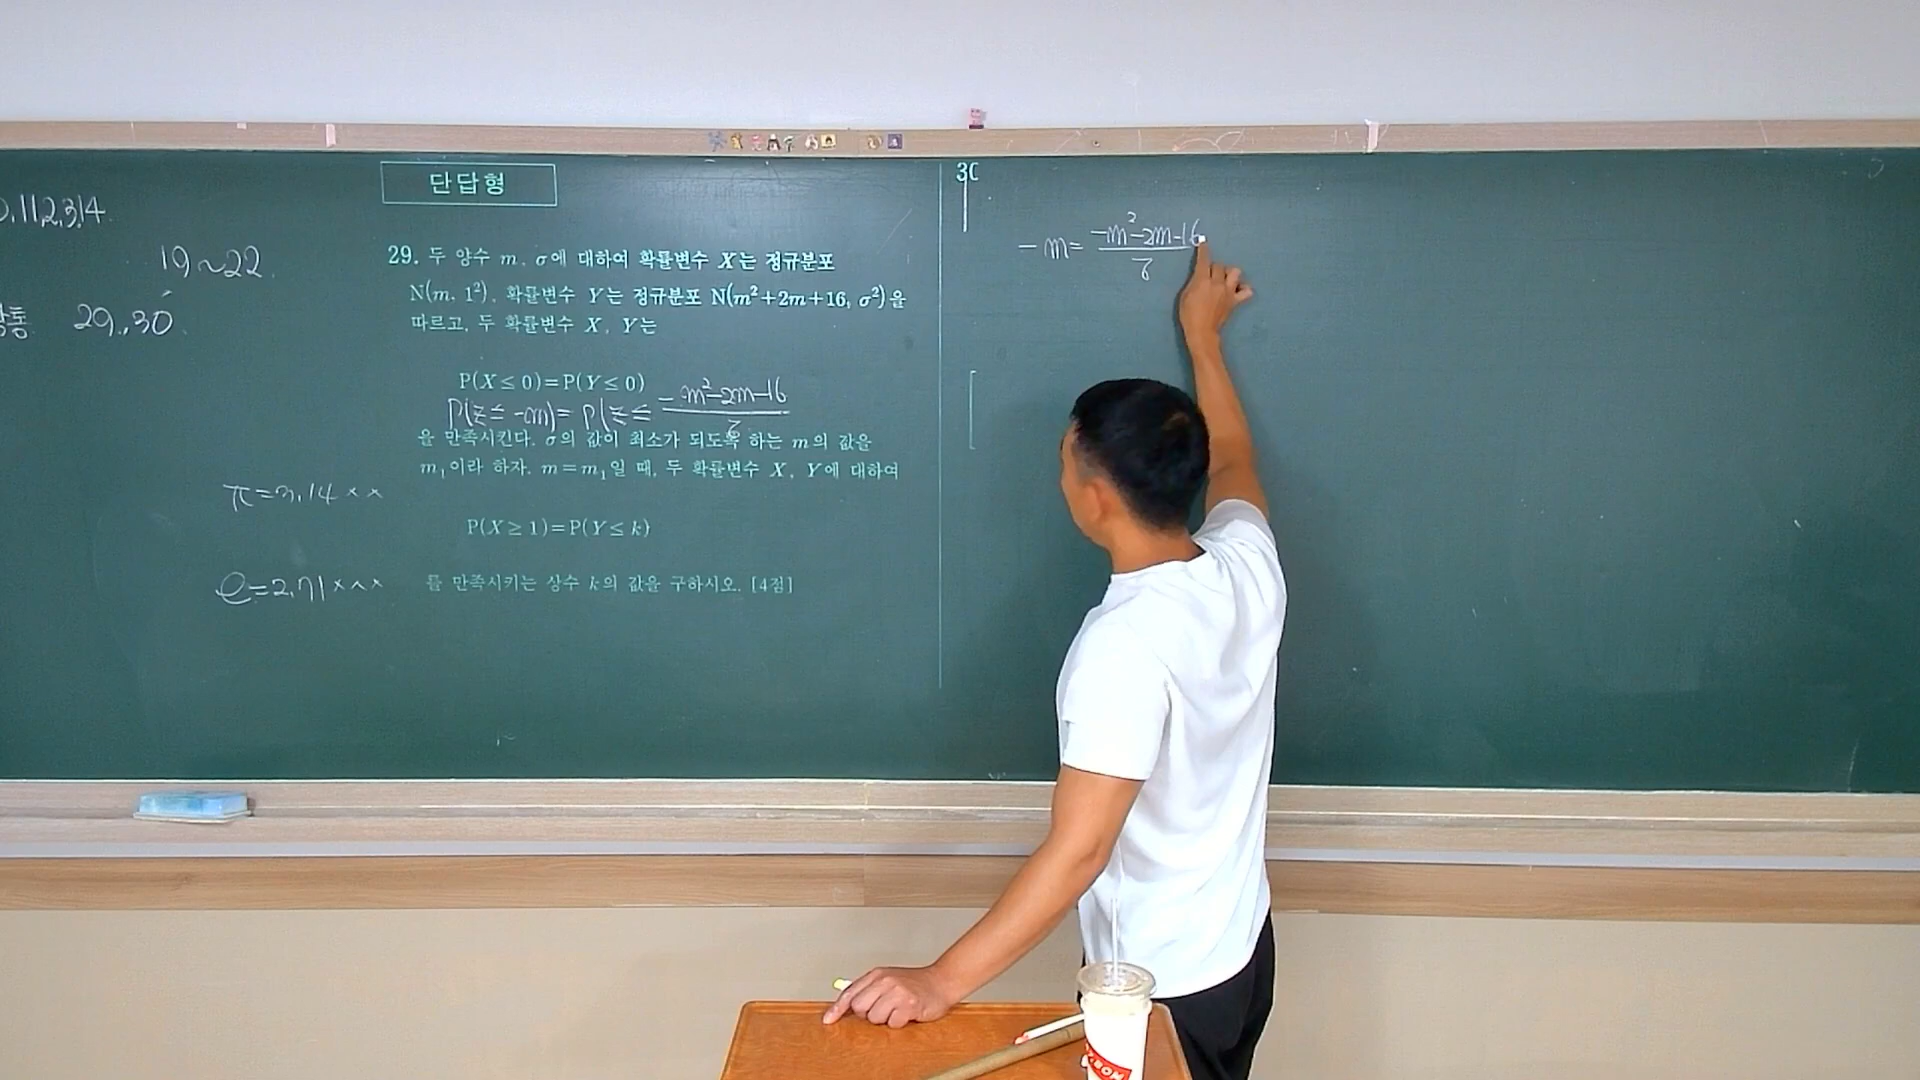 0.1 1,2,3,14
19~22.
29, 30
단답형
29. 두 양수 m, σ에 대하여 확률변수 X는 정규분포
N(m, 1²), 확률변수 Y는 정규분포 N(m²+2m+16, σ²)을
따르고, 두 확률변수 X, Y는
P(X≤0)=P(Y≤0)
P(z≤-m)= P(z≤ -m²-2m-16/σ
을 만족시킨다. σ의 값이 최소가 되도록 하는 m의 값을
m₁이라 하자. m=m₁일 때, 두 확률변수 X, Y에 대하여
P(X≥1)=P(Y≤k)
를 만족시키는 상수 k의 값을 구하시오. [4점]
π=3.14××
e=2.71×××
-m= -m²-2m-16/σ